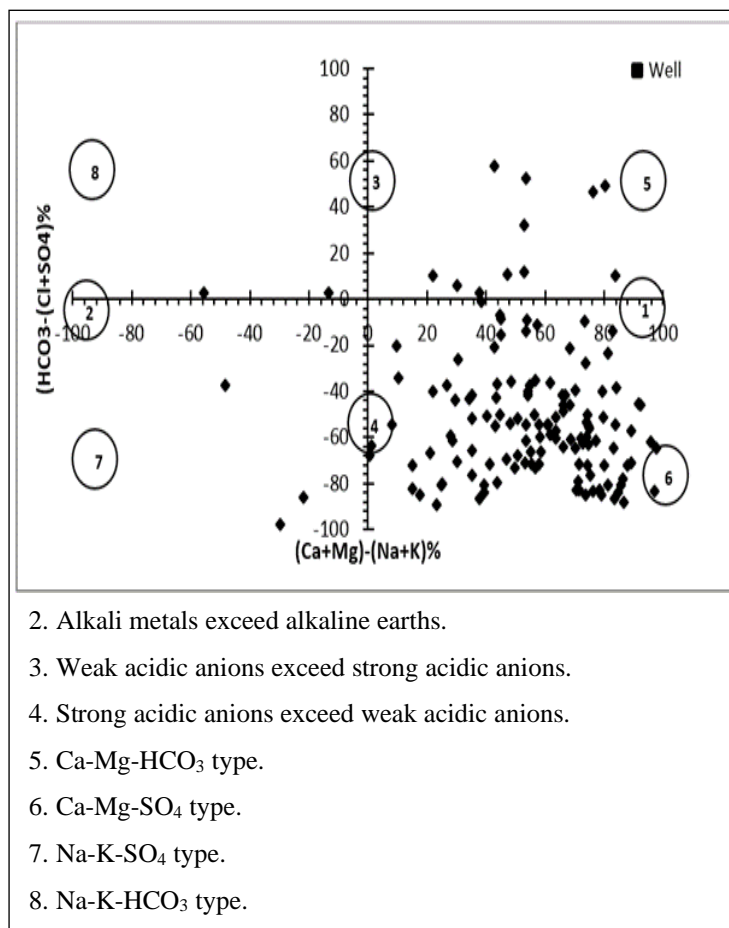 100
■ Well
80
60
8
3
5
40
20
0
2
1
-100 -80 -60 -40 -20 0 20 40 60 80 100
-20
-40
4
-60
7
6
-80
-100
(HCO3-(Cl+SO4)%
(Ca+Mg)-(Na+K)%
2. Alkali metals exceed alkaline earths.
3. Weak acidic anions exceed strong acidic anions.
4. Strong acidic anions exceed weak acidic anions.
5. Ca-Mg-HCO₃ type.
6. Ca-Mg-SO₄ type.
7. Na-K-SO₄ type.
8. Na-K-HCO₃ type.